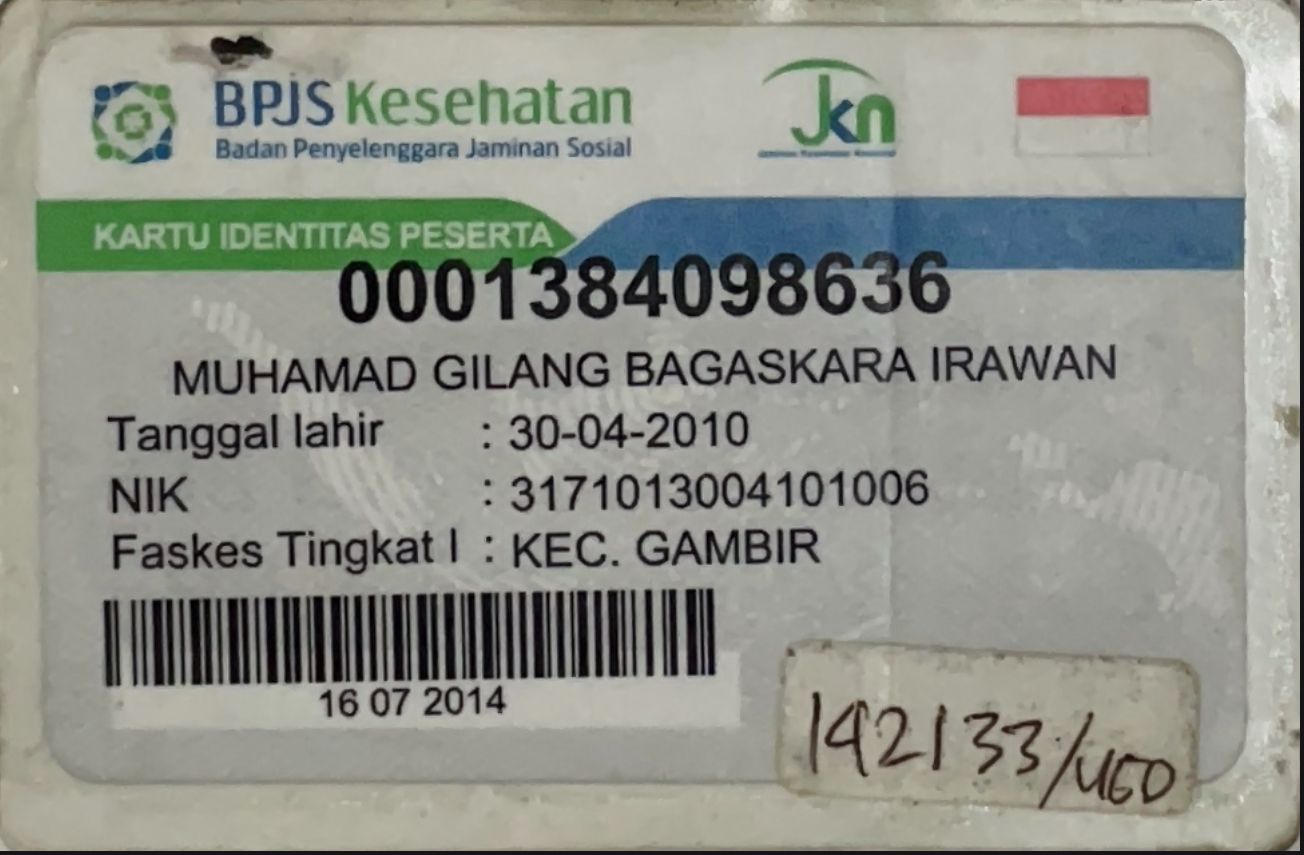 BPJS Kesehatan
Badan Penyelenggara Jaminan Sosial
Jkn
KARTU IDENTITAS PESERTA
0001384098636
MUHAMAD GILANG BAGASKARA IRAWAN
Tanggal lahir : 30-04-2010
NIK : 3171013004101006
Faskes Tingkat I : KEC. GAMBIR
16 07 2014
142133/